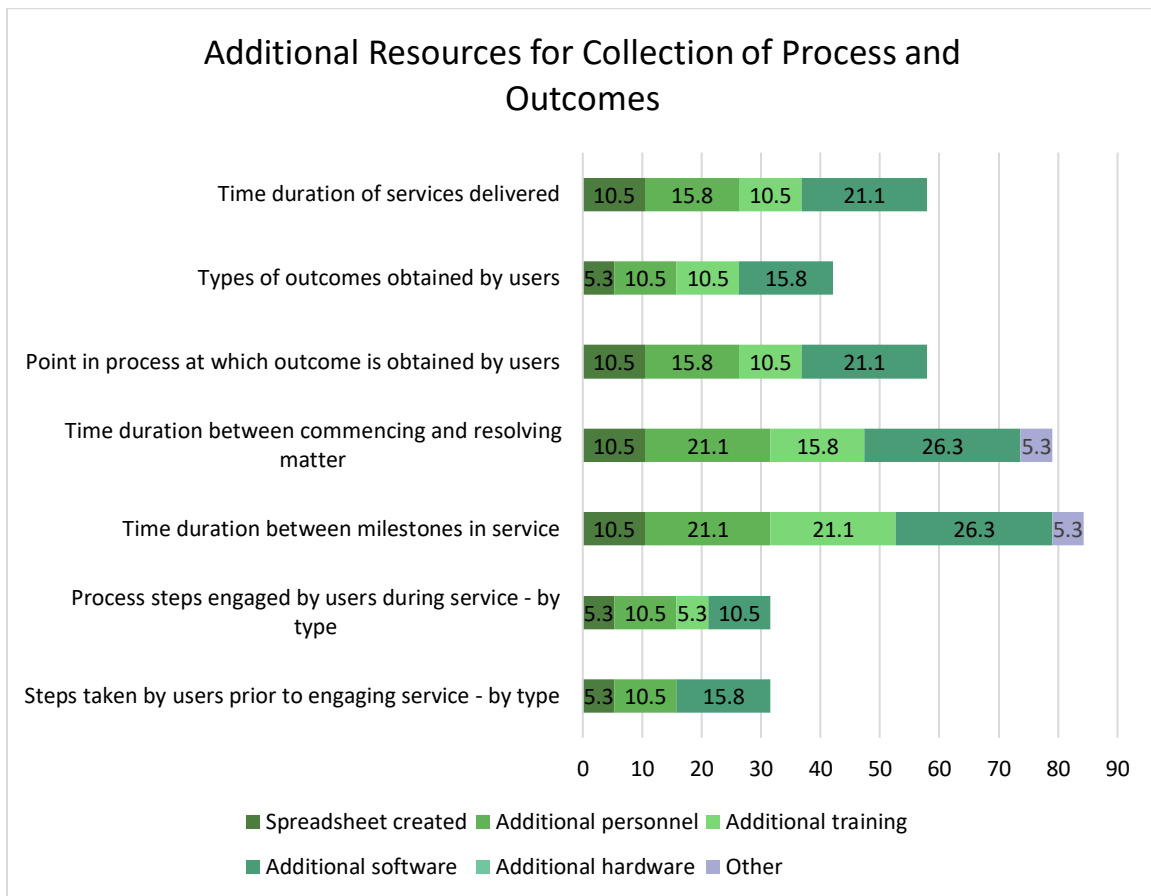 Additional Resources for Collection of Process and
Outcomes
Time duration of services delivered
10.5 15.8 10.5 21.1
Types of outcomes obtained by users
5.3 10.5 10.5 15.8
Point in process at which outcome is obtained by users
10.5 15.8 10.5 21.1
Time duration between commencing and resolving
matter
10.5 21.1 15.8 26.3 5.3
Time duration between milestones in service
10.5 21.1 21.1 26.3 5.3
Process steps engaged by users during service - by
type
5.3 10.5 5.3 10.5
Steps taken by users prior to engaging service - by type
5.3 10.5 15.8
0 10 20 30 40 50 60 70 80 90
Spreadsheet created Additional personnel Additional training
Additional software Additional hardware Other